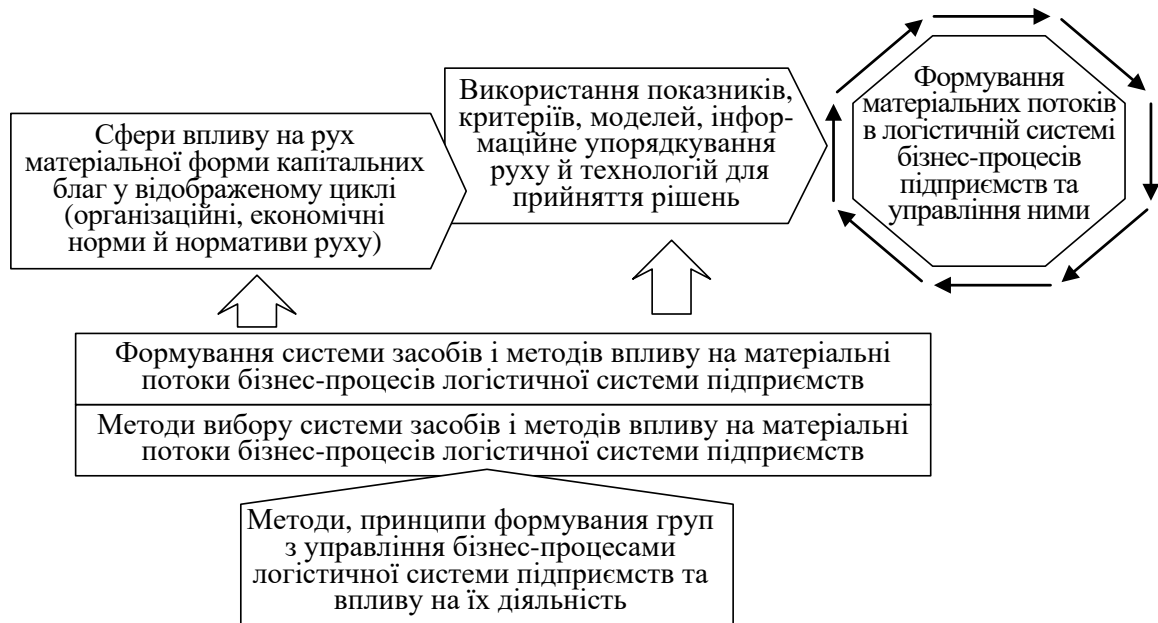 Сфери впливу на рух
матеріальної форми капітальних
благ у відображеному циклі
(організаційні, економічні
норми й нормативи руху)
Використання показників,
критеріїв, моделей, інфор-
маційне упорядкування
руху й технологій для
прийняття рішень
Формування
матеріальних потоків
в логістичній системі
бізнес-процесів
підприємств та
управління ними
Формування системи засобів і методів впливу на матеріальні
потоки бізнес-процесів логістичної системи підприємств
Методи вибору системи засобів і методів впливу на матеріальні
потоки бізнес-процесів логістичної системи підприємств
Методи, принципи формування груп
з управління бізнес-процесами
логістичної системи підприємств та
впливу на їх діяльність